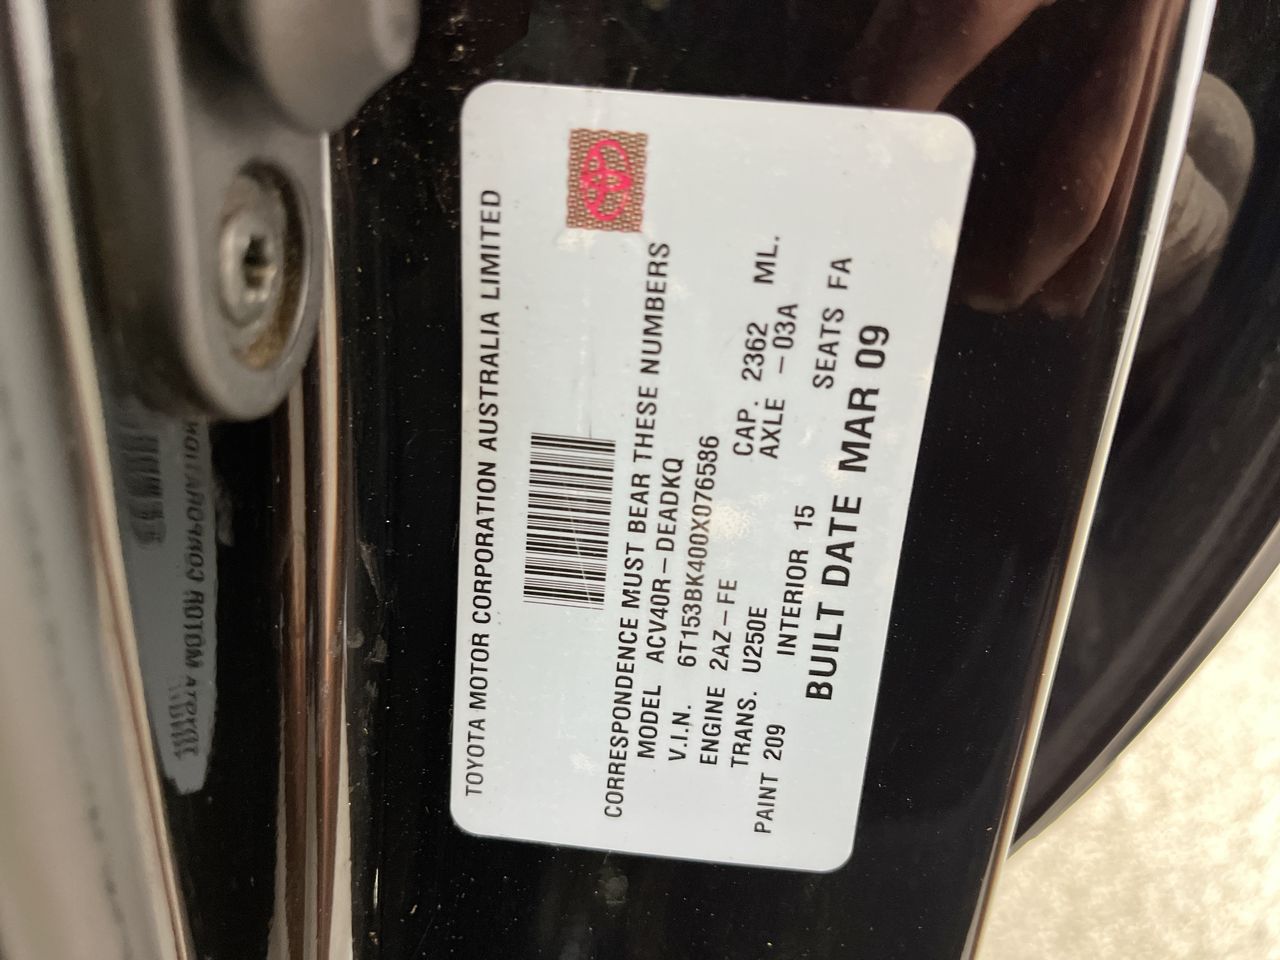 TOYOTA MOTOR CORPORATION AUSTRALIA LIMITED
CORRESPONDENCE MUST BEAR THESE NUMBERS
MODEL ACV40R-DEADKQ
V.I.N. 6T153BK400X076586
ENGINE 2AZ-FE CAP. 2362 ML.
TRANS. U250E AXLE -03A
PAINT 209 INTERIOR 15 SEATS FA
BUILT DATE MAR 09